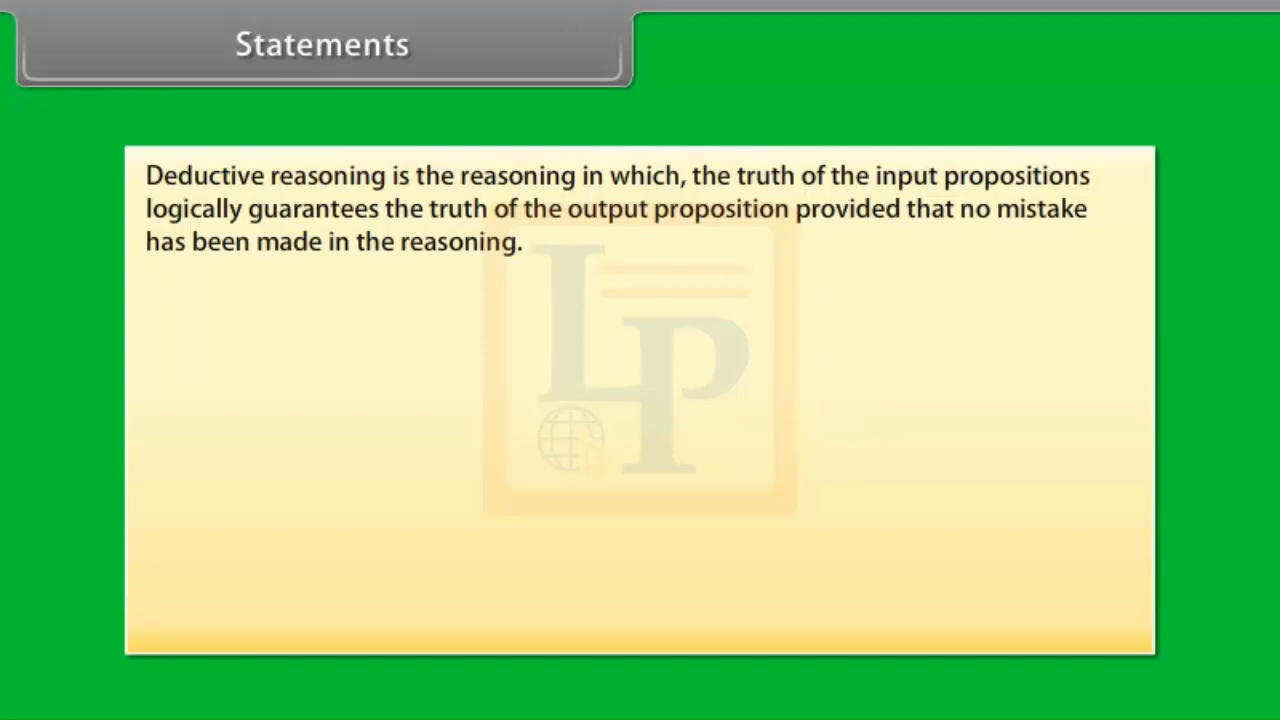 Statements
Deductive reasoning is the reasoning in which, the truth of the input propositions
logically guarantees the truth of the output proposition provided that no mistake
has been made in the reasoning.
LP